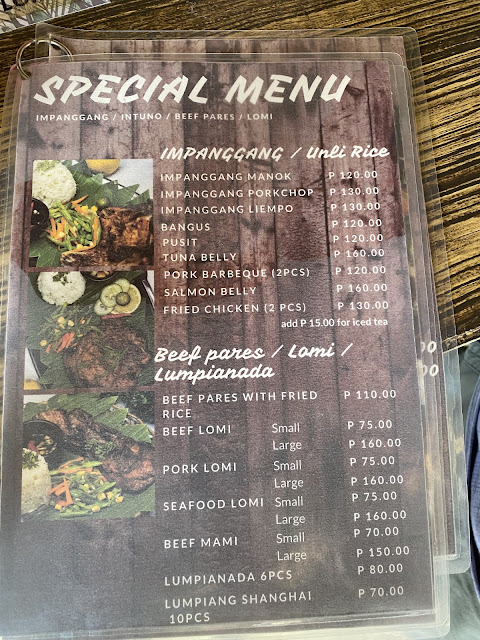 SPECIAL MENU
IMPANGGANG / INTUNO / BEEF PARES / LOMI
IMPANGGANG / Unli Rice
IMPANGGANG MANOK P 120.00
IMPANGGANG PORKCHOP P 130.00
IMPANGGANG LIEMPO P 130.00
BANGUS P 120.00
PUSIT P 120.00
TUNA BELLY P 160.00
PORK BARBEQUE (2PCS) P 120.00
SALMON BELLY P 160.00
FRIED CHICKEN (2 PCS) P 130.00
add P 15.00 for iced tea
Beef pares / Lomi /
Lumpianada
BEEF PARES WITH FRIED P 110.00
RICE
BEEF LOMI Small P 75.00
Large P 160.00
PORK LOMI Small P 75.00
Large P 160.00
SEAFOOD LOMI Small P 75.00
Large P 160.00
BEEF MAMI Small P 70.00
Large P 150.00
LUMPIANADA 6PCS P 80.00
LUMPIANG SHANGHAI P 70.00
10PCS